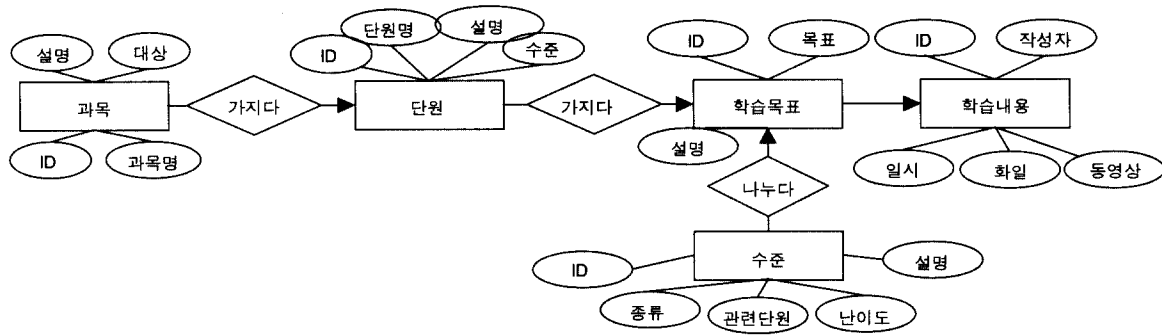 단원명
설명
설명
대상
ID
수준
ID
목표
ID
작성자
과목
가지다
단원
가지다
학습목표
학습내용
ID
과목명
설명
일시
화일
동영상
나누다
ID
수준
설명
종류
관련단원
난이도